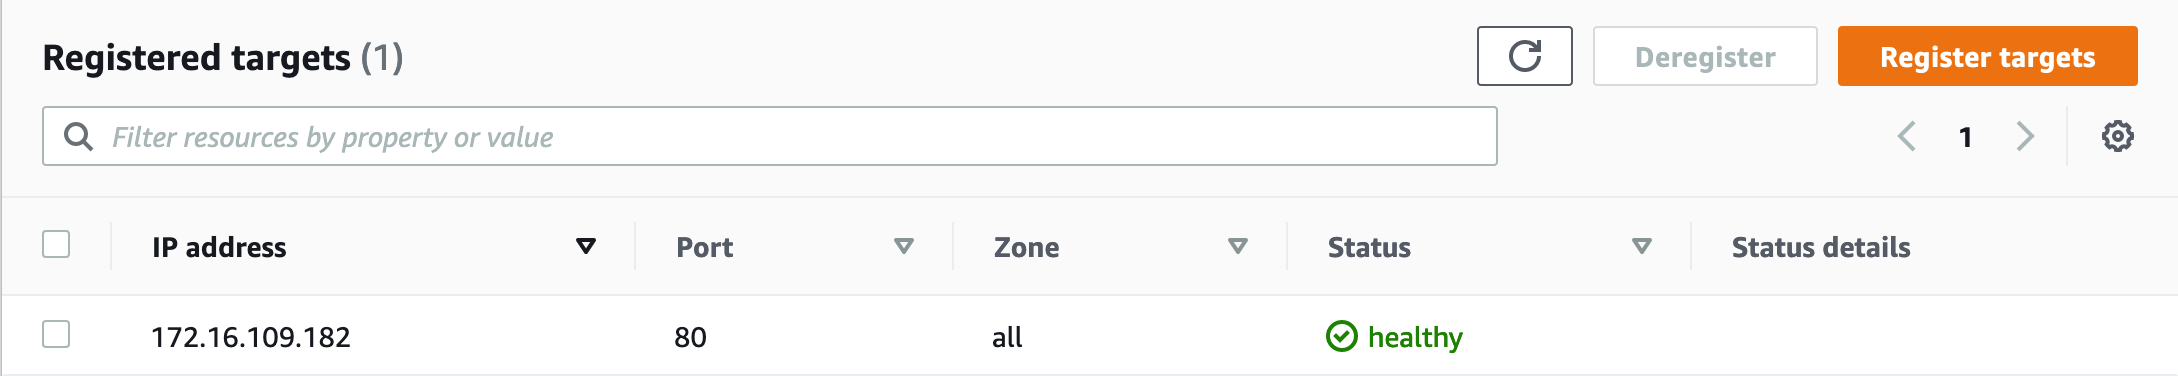 Registered targets (1)
Deregister
Register targets
Filter resources by property or value
1
IP address Port Zone Status Status details
172.16.109.182 80 all healthy